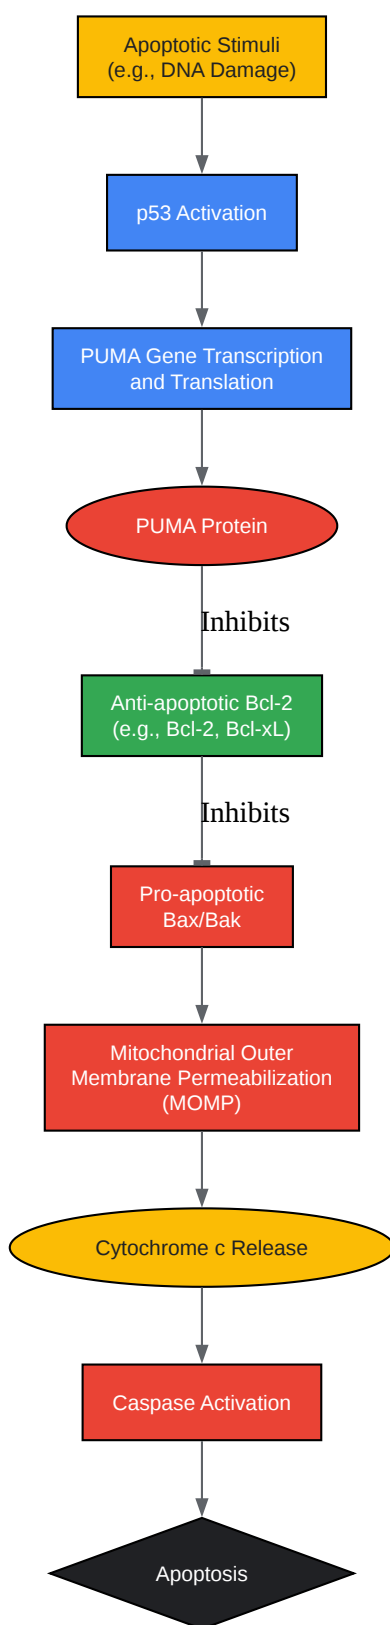 Apoptotic Stimuli
(e.g., DNA Damage)
p53 Activation
PUMA Gene Transcription
and Translation
PUMA Protein
Inhibits
Anti-apoptotic Bcl-2
(e.g., Bcl-2, Bcl-xL)
Inhibits
Pro-apoptotic
Bax/Bak
Mitochondrial Outer
Membrane Permeabilization
(MOMP)
Cytochrome c Release
Caspase Activation
Apoptosis